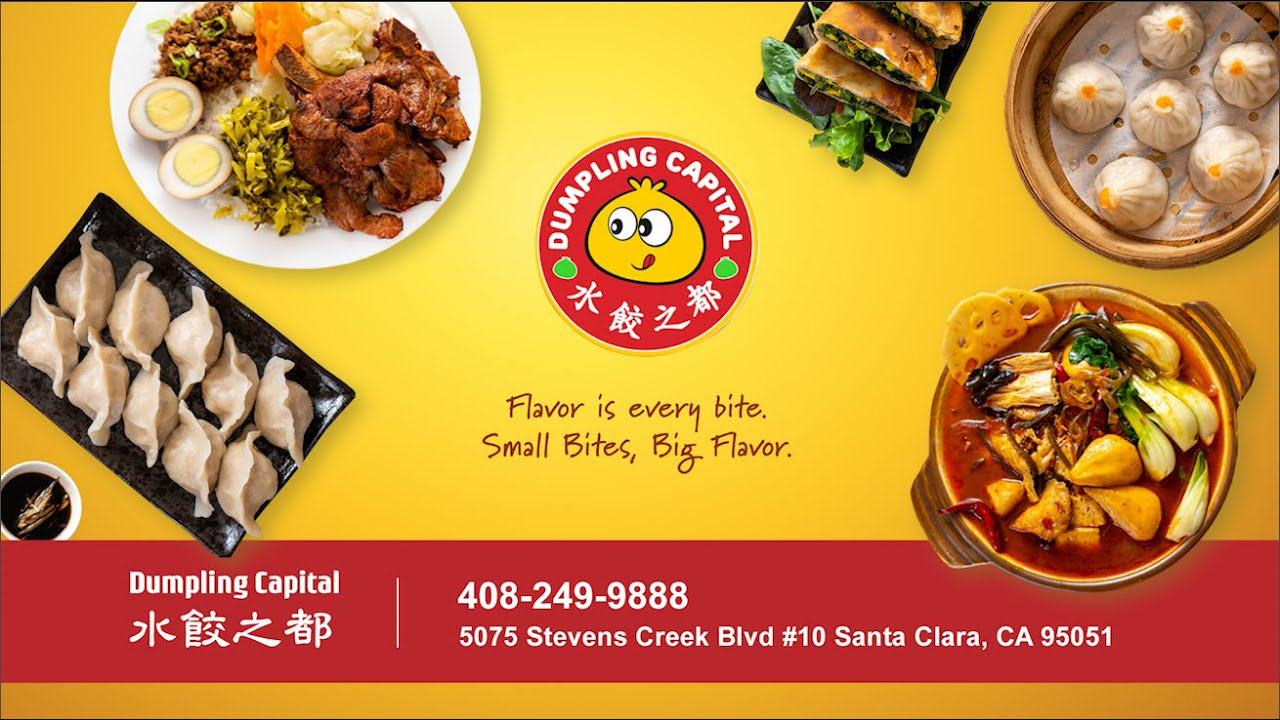 DUMPLING CAPITAL
水餃之都
Flavor is every bite.
Small Bites, Big Flavor.
Dumpling Capital
水餃之都
408-249-9888
5075 Stevens Creek Blvd #10 Santa Clara, CA 95051